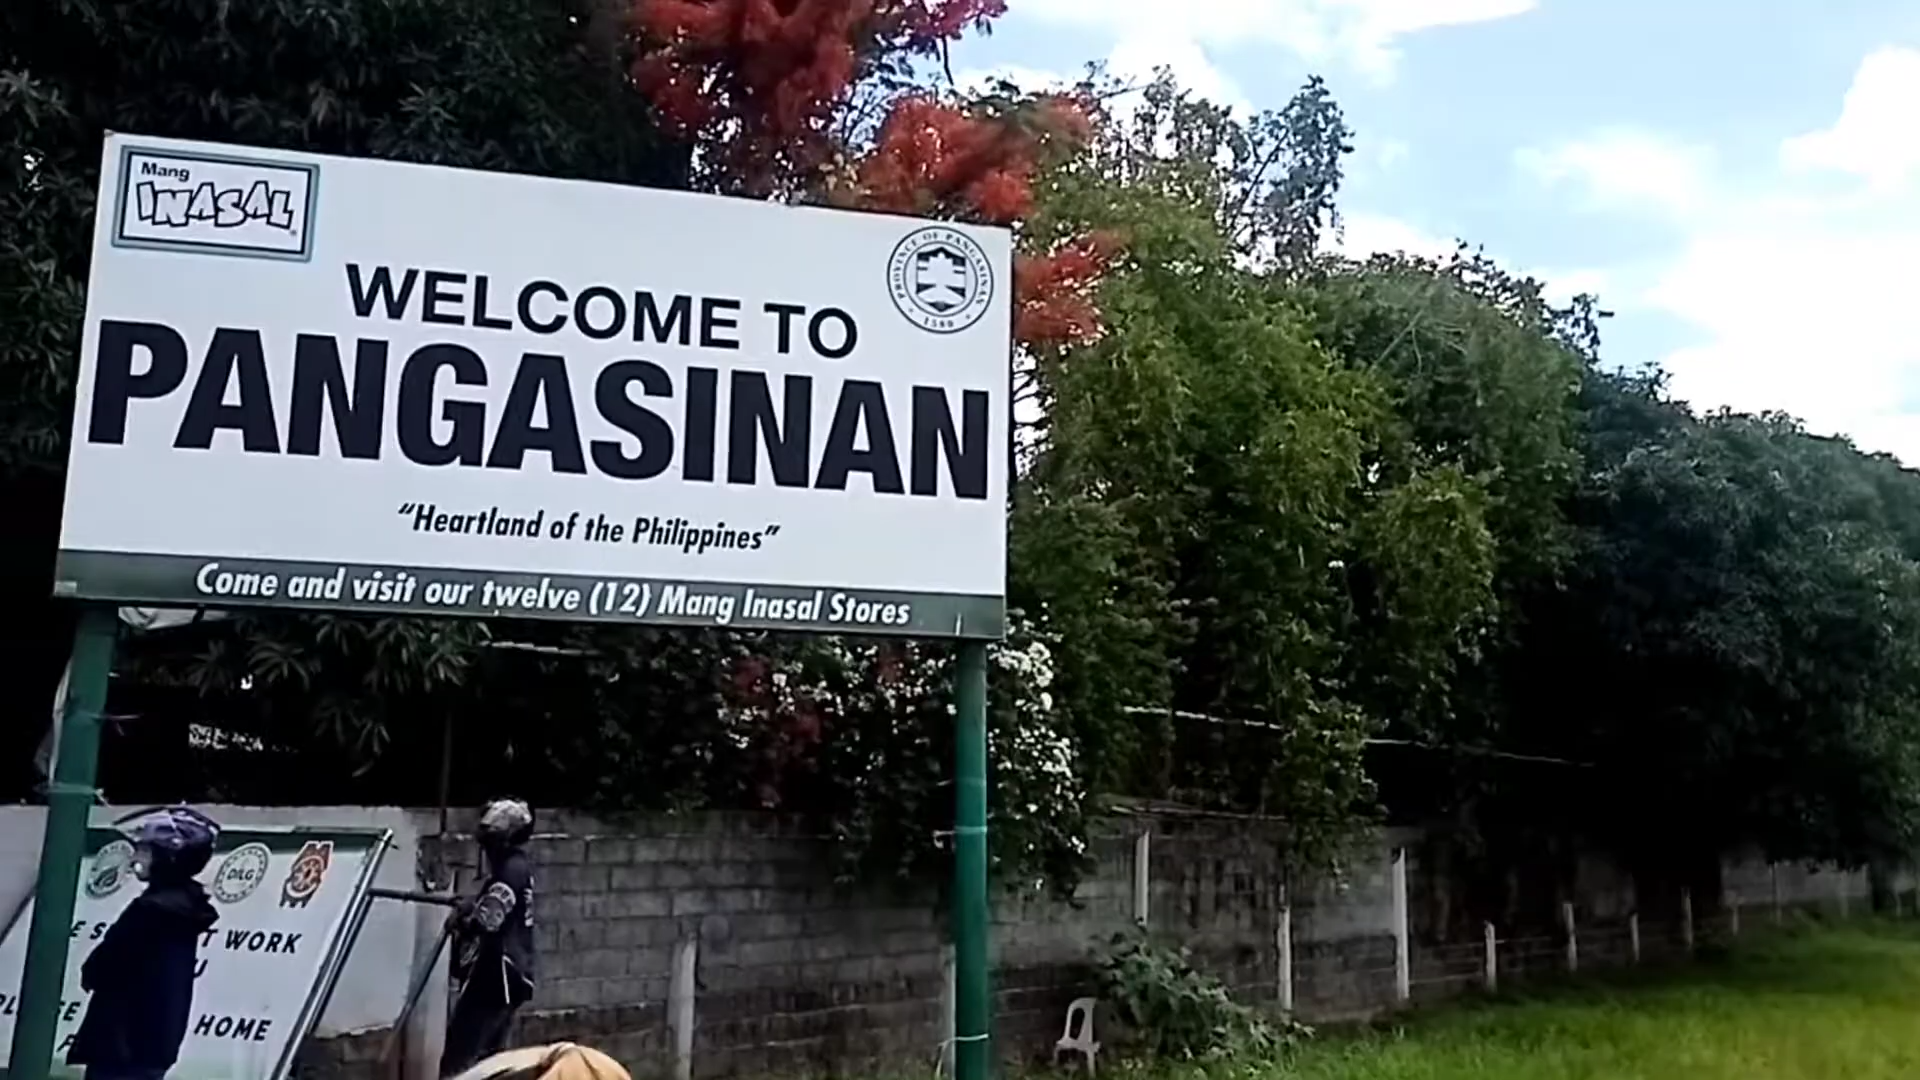 Mang
INASAL
PROVINCE OF PANGASINAN
1580
WELCOME TO
PANGASINAN
“Heartland of the Philippines”
Come and visit our twelve (12) Mang Inasal Stores
DILG
T WORK
U
HOME